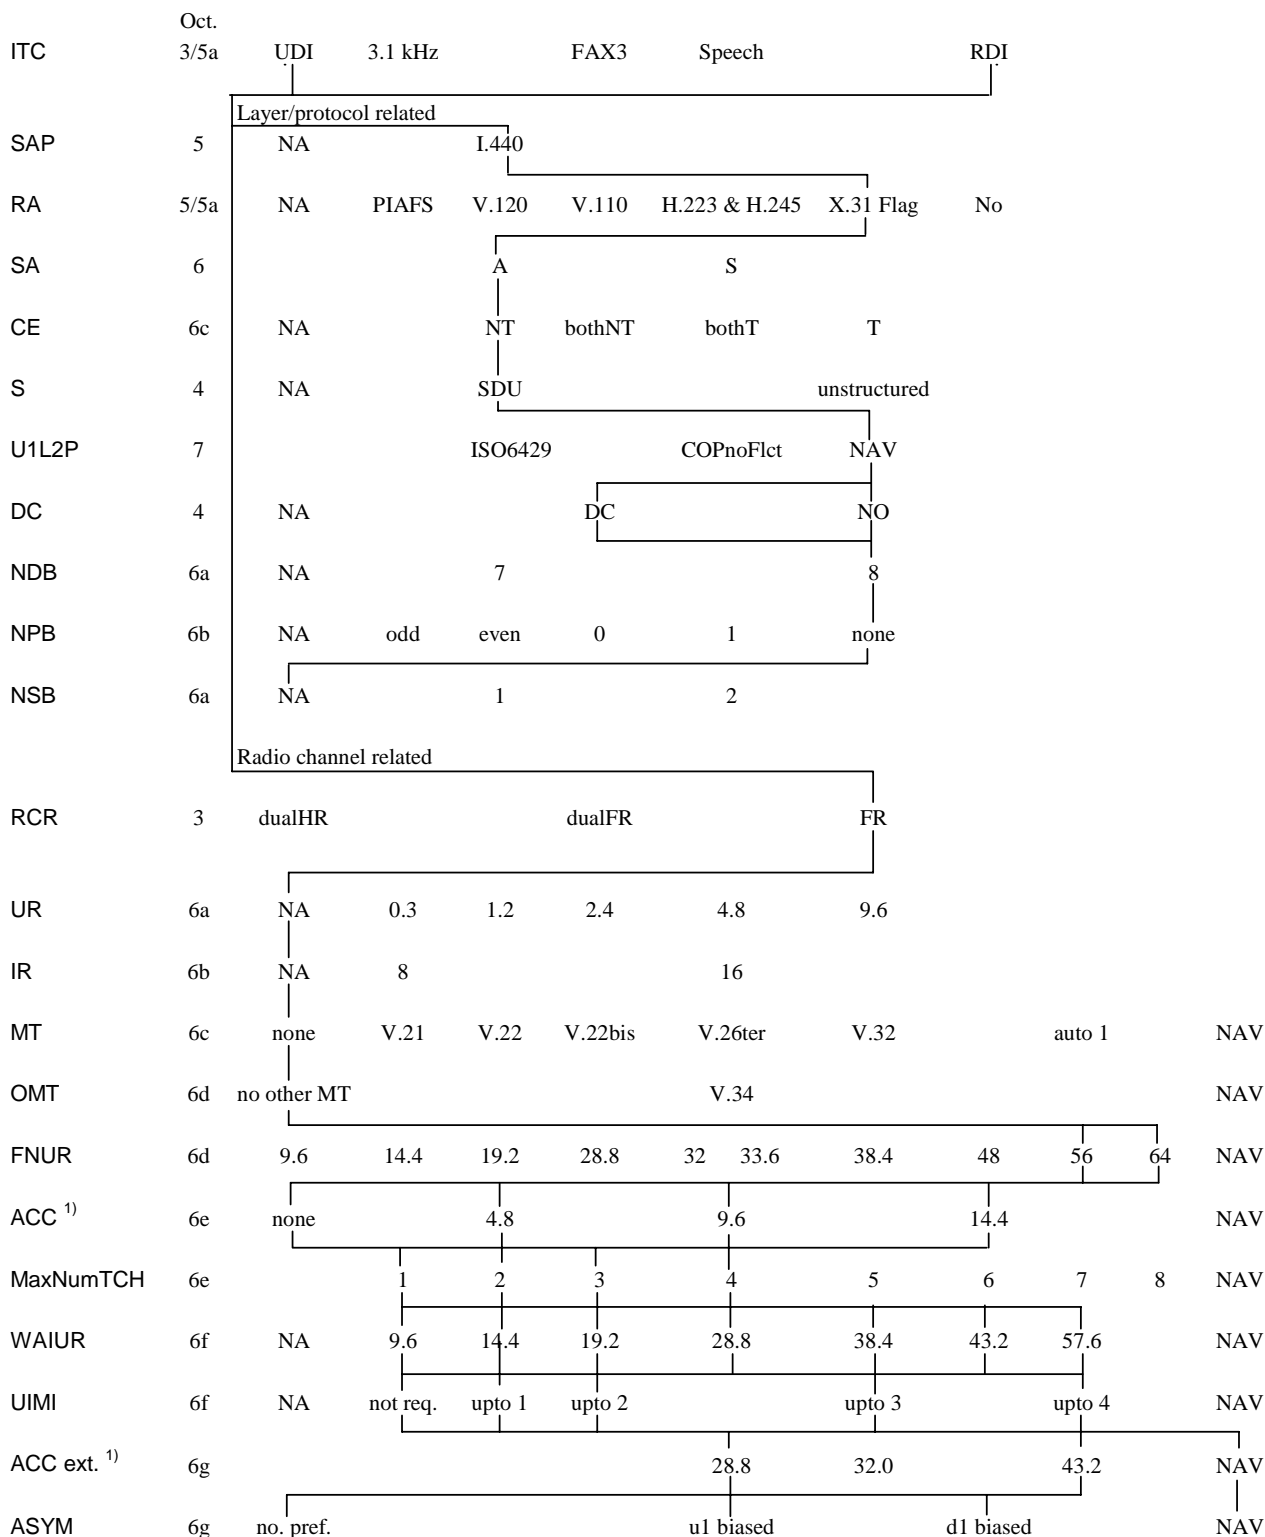 Oct.
ITC 3/5a UDI 3.1 kHz FAX3 Speech RDI
Layer/protocol related
SAP 5 NA I.440
RA 5/5a NA PIAFS V.120 V.110 H.223 & H.245 X.31 Flag No
SA 6 A S
CE 6c NA NT bothNT bothT T
S 4 NA SDU unstructured
U1L2P 7 ISO6429 COPnoFlct NAV
DC 4 NA DC NO
NDB 6a NA 7 8
NPB 6b NA odd even 0 1 none
NSB 6a NA 1 2
Radio channel related
RCR 3 dualHR dualFR FR
UR 6a NA 0.3 1.2 2.4 4.8 9.6
IR 6b NA 8 16
MT 6c none V.21 V.22 V.22bis V.26ter V.32 auto 1 NAV
OMT 6d no other MT V.34 NAV
FNUR 6d 9.6 14.4 19.2 28.8 32 33.6 38.4 48 56 64 NAV
ACC 1) 6e none 4.8 9.6 14.4 NAV
MaxNumTCH 6e 1 2 3 4 5 6 7 8 NAV
WAIUR 6f NA 9.6 14.4 19.2 28.8 38.4 43.2 57.6 NAV
UIMI 6f NA not req. upto 1 upto 2 upto 3 upto 4 NAV
ACC ext. 1) 6g 28.8 32.0 43.2 NAV
ASYM 6g no. pref. u1 biased d1 biased NAV